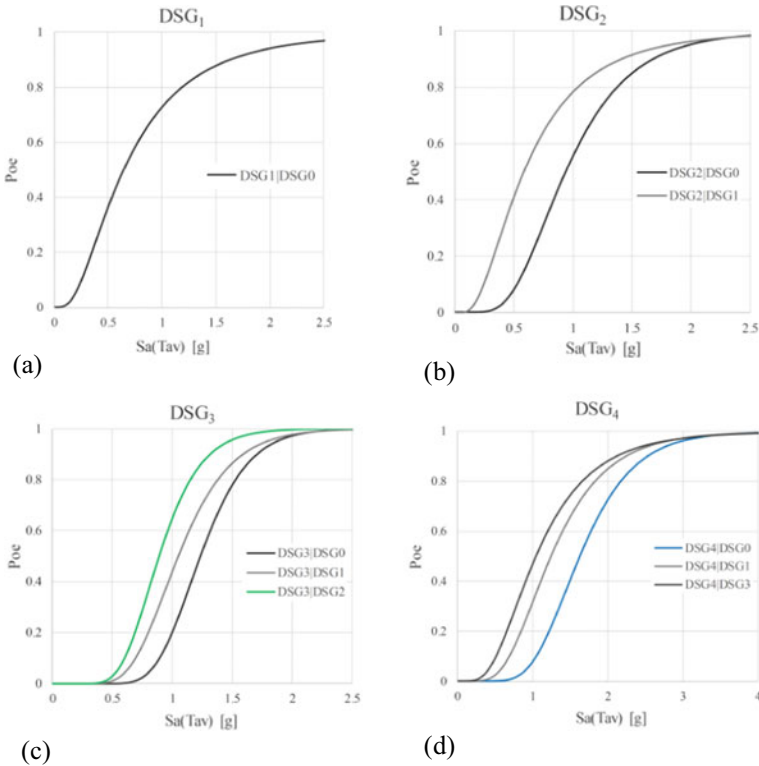 DSG₁
1
0.8
0.6
0.4
0.2
0
Poe
DSG1|DSG0
0 0.5 1 1.5 2 2.5
Sa(Tav) [g]
(a)
DSG₂
1
0.8
0.6
0.4
0.2
0
Poe
DSG2|DSG0
DSG2|DSG1
0 0.5 1 1.5 2 2.5
Sa(Tav) [g]
(b)
DSG₃
1
0.8
0.6
0.4
0.2
0
Poe
DSG3|DSG0
DSG3|DSG1
DSG3|DSG2
0 0.5 1 1.5 2 2.5
Sa(Tav) [g]
(c)
DSG₄
1
0.8
0.6
0.4
0.2
0
Poe
DSG4|DSG0
DSG4|DSG1
DSG4|DSG3
0 1 2 3 4
Sa(Tav) [g]
(d)